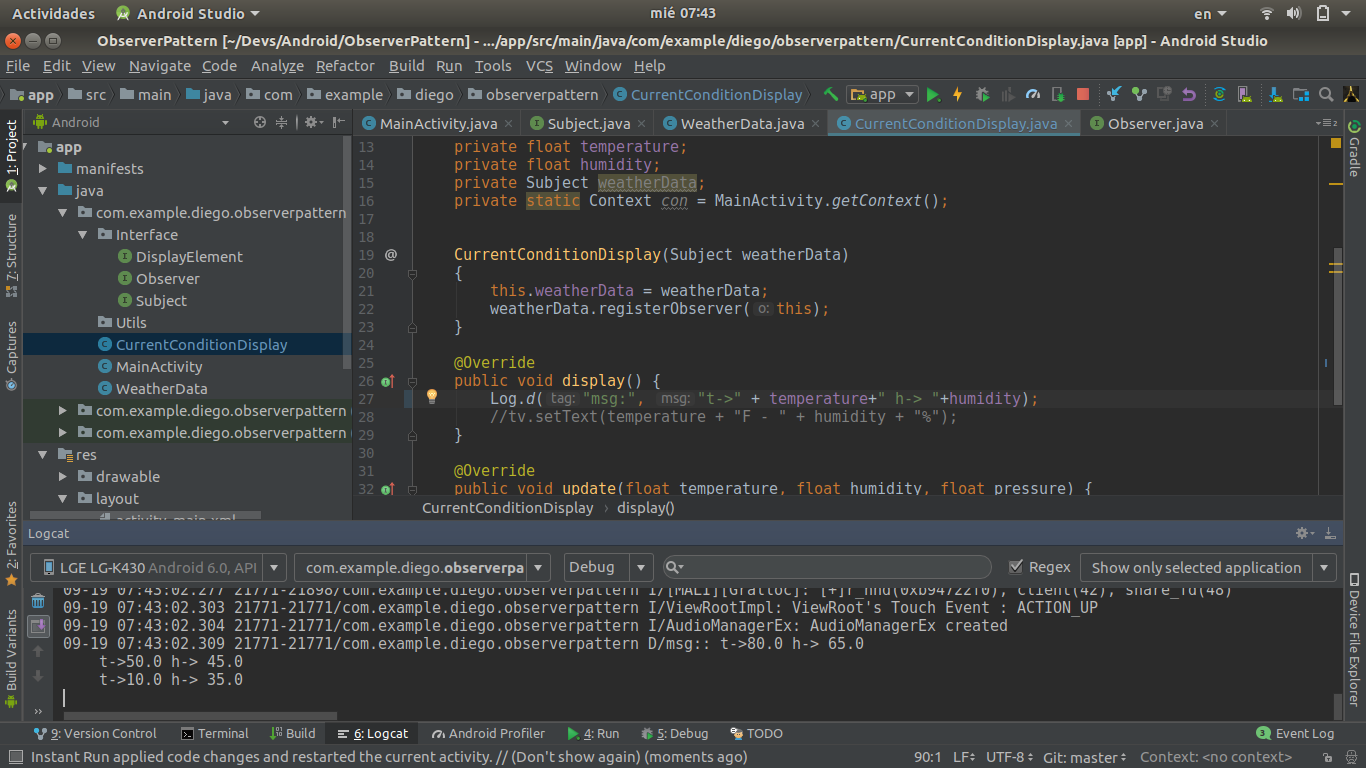 Actividades Android Studio mié 07:43 en
ObserverPattern [~/Devs/Android/ObserverPattern] - .../app/src/main/java/com/example/diego/observerpattern/CurrentConditionDisplay.java [app] - Android Studio
File Edit View Navigate Code Analyze Refactor Build Run Tools VCS Window Help
app src main java com example diego observerpattern CurrentConditionDisplay app
Android
MainActivity.java Subject.java WeatherData.java CurrentConditionDisplay.java Observer.java
1: Project
7: Structure
Captures
2: Favorites
Build Variants
app
manifests
java
com.example.diego.observerpattern
Interface
DisplayElement
Observer
Subject
Utils
CurrentConditionDisplay
MainActivity
WeatherData
com.example.diego.observerpattern
com.example.diego.observerpattern
res
drawable
layout
activity_main.xml
13 private float temperature;
14 private float humidity;
15 private Subject weatherData;
16 private static Context con = MainActivity.getContext();
17
18
19 @ CurrentConditionDisplay(Subject weatherData)
20 {
21 this.weatherData = weatherData;
22 weatherData.registerObserver( o: this);
23 }
24
25 @Override
26 public void display() {
27 Log.d( tag: "msg:", msg: "t->" + temperature+" h-> "+humidity);
28 //tv.setText(temperature + "F - " + humidity + "%");
29 }
30
31 @Override
32 public void update(float temperature, float humidity, float pressure) {
CurrentConditionDisplay › display()
Gradle
Device File Explorer
Logcat
LGE LG-K430 Android 6.0, API com.example.diego.observerpa Debug Regex Show only selected application
09-19 07:43:02.277 21771-21898/com.example.diego.observerpattern I/[MALI][Gralloc]: [+]r_hnd(0xb94722f0), client(42), share_fd(48)
09-19 07:43:02.303 21771-21771/com.example.diego.observerpattern I/ViewRootImpl: ViewRoot's Touch Event : ACTION_UP
09-19 07:43:02.304 21771-21771/com.example.diego.observerpattern I/AudioManagerEx: AudioManagerEx created
09-19 07:43:02.309 21771-21771/com.example.diego.observerpattern D/msg:: t->80.0 h-> 65.0
t->50.0 h-> 45.0
t->10.0 h-> 35.0
9: Version Control Terminal Build 6: Logcat Android Profiler 4: Run 5: Debug TODO 3 Event Log
Instant Run applied code changes and restarted the current activity. // (Don't show again) (moments ago) 90:1 LF UTF-8 Git: master Context: <no context>